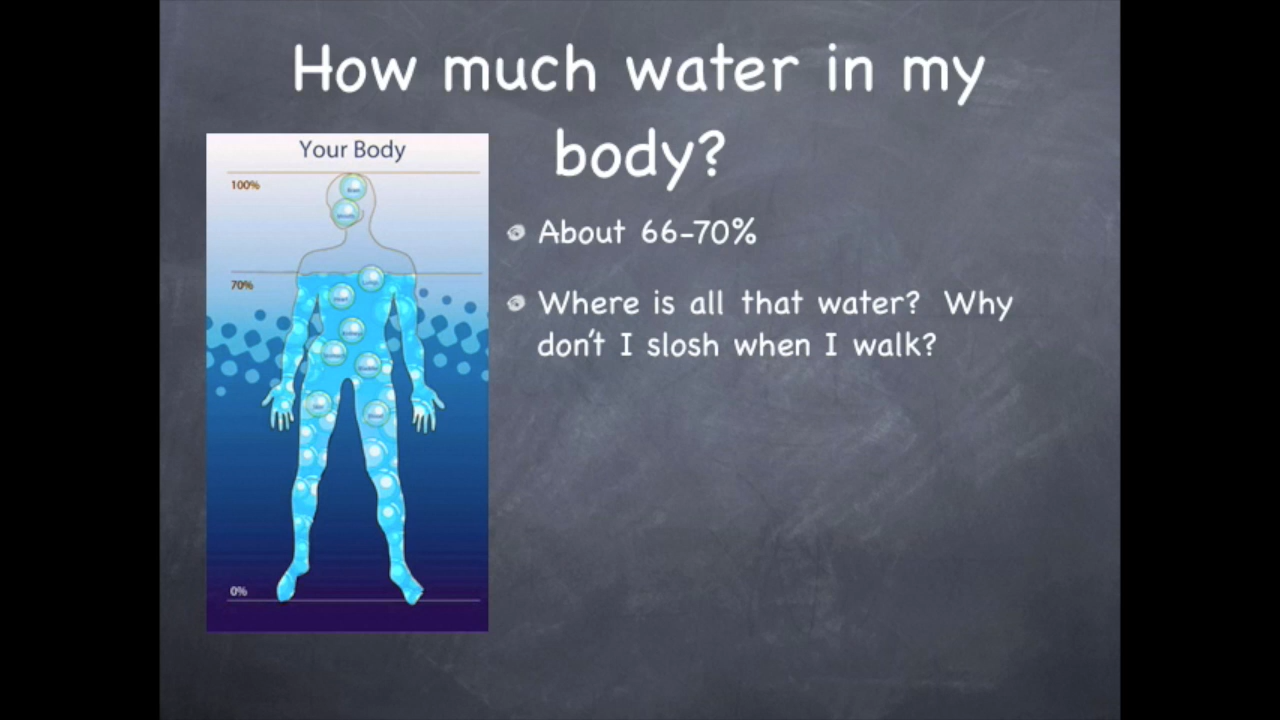 How much water in my
body?
Your Body
100%
70%
0%
About 66-70%
Where is all that water?  Why
don't I slosh when I walk?